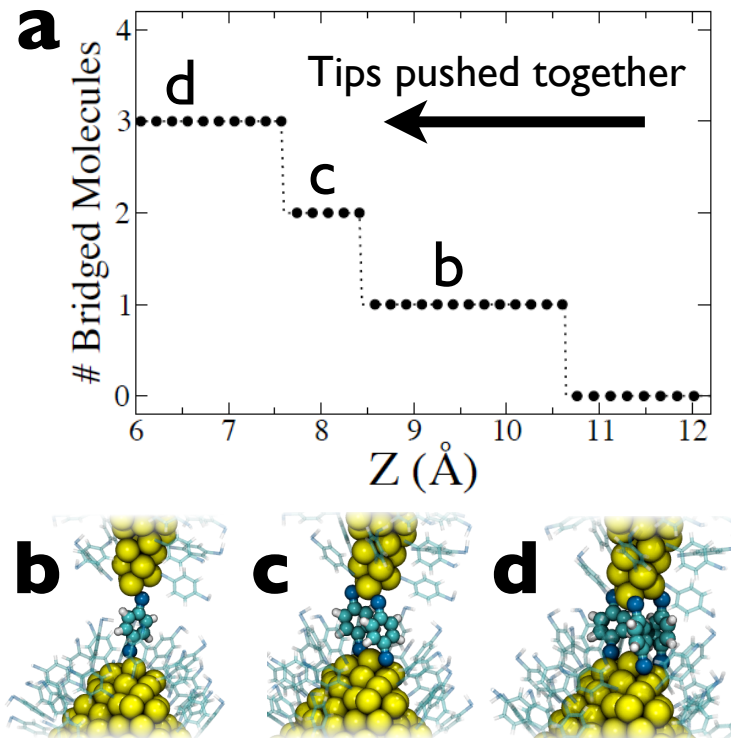 a
4
3
2
1
0
# Bridged Molecules
d
c
b
Tips pushed together
6 7 8 9 10 11 12
Z (Å)
b c d